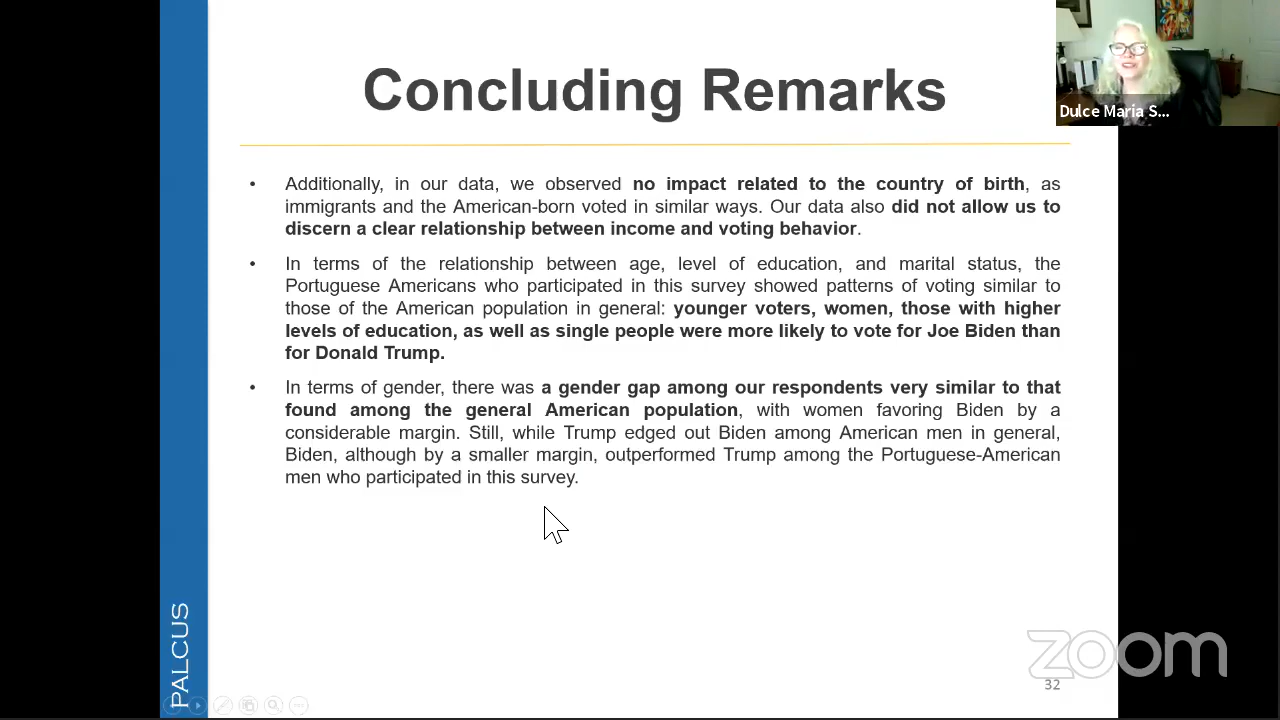 Concluding Remarks
Dulce Maria S...
• Additionally, in our data, we observed no impact related to the country of birth, as
immigrants and the American-born voted in similar ways. Our data also did not allow us to
discern a clear relationship between income and voting behavior.
• In terms of the relationship between age, level of education, and marital status, the
Portuguese Americans who participated in this survey showed patterns of voting similar to
those of the American population in general: younger voters, women, those with higher
levels of education, as well as single people were more likely to vote for Joe Biden than
for Donald Trump.
• In terms of gender, there was a gender gap among our respondents very similar to that
found among the general American population, with women favoring Biden by a
considerable margin. Still, while Trump edged out Biden among American men in general,
Biden, although by a smaller margin, outperformed Trump among the Portuguese-American
men who participated in this survey.
PALCUS
zoom
32